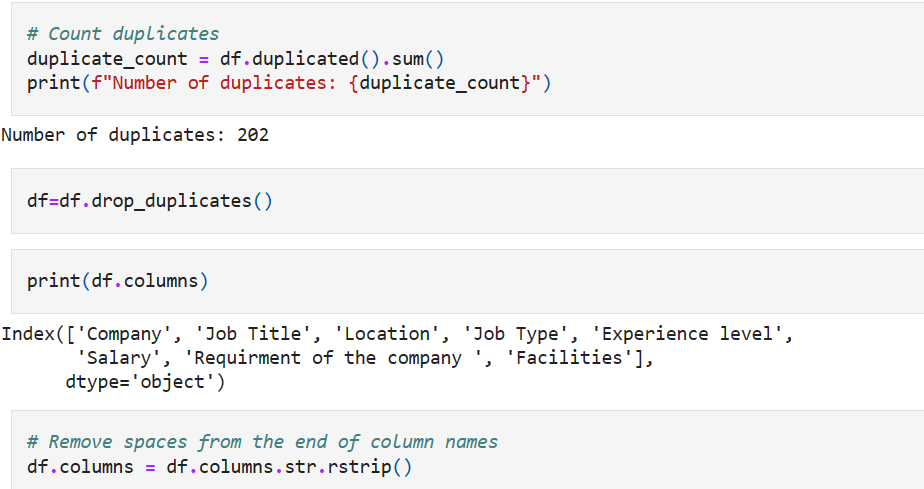 # Count duplicates
duplicate_count = df.duplicated().sum()
print(f"Number of duplicates: {duplicate_count}")
Number of duplicates: 202
df=df.drop_duplicates()
print(df.columns)
Index(['Company', 'Job Title', 'Location', 'Job Type', 'Experience level',
       'Salary', 'Requirment of the company ', 'Facilities'],
      dtype='object')
# Remove spaces from the end of column names
df.columns = df.columns.str.rstrip()